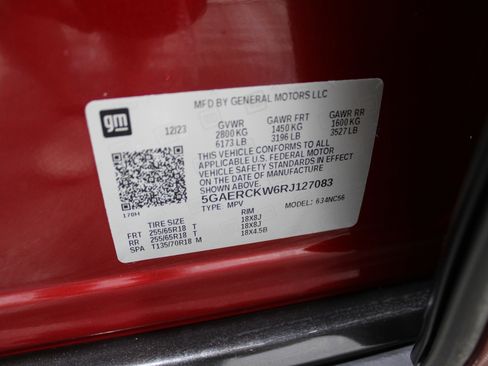 MFD BY GENERAL MOTORS LLC
gm
12/23 GVWR GAWR FRT GAWR RR
2800 KG 1450 KG 1600 KG
6173 LB 3196 LB 3527 LB
THIS VEHICLE CONFORMS TO ALL
APPLICABLE U.S. FEDERAL MOTOR
VEHICLE SAFETY STANDARDS IN EFFECT
ON THE DATE OF MANUFACTURE
SHOWN ABOVE.
5GAERCKW6RJ127083
170H TYPE: MPV MODEL: 634NC56
TIRE SIZE RIM
FRT 255/65R18 T 18X8J
RR 255/65R18 T 18X8J
SPA T135/70R18 M 18X4.5B